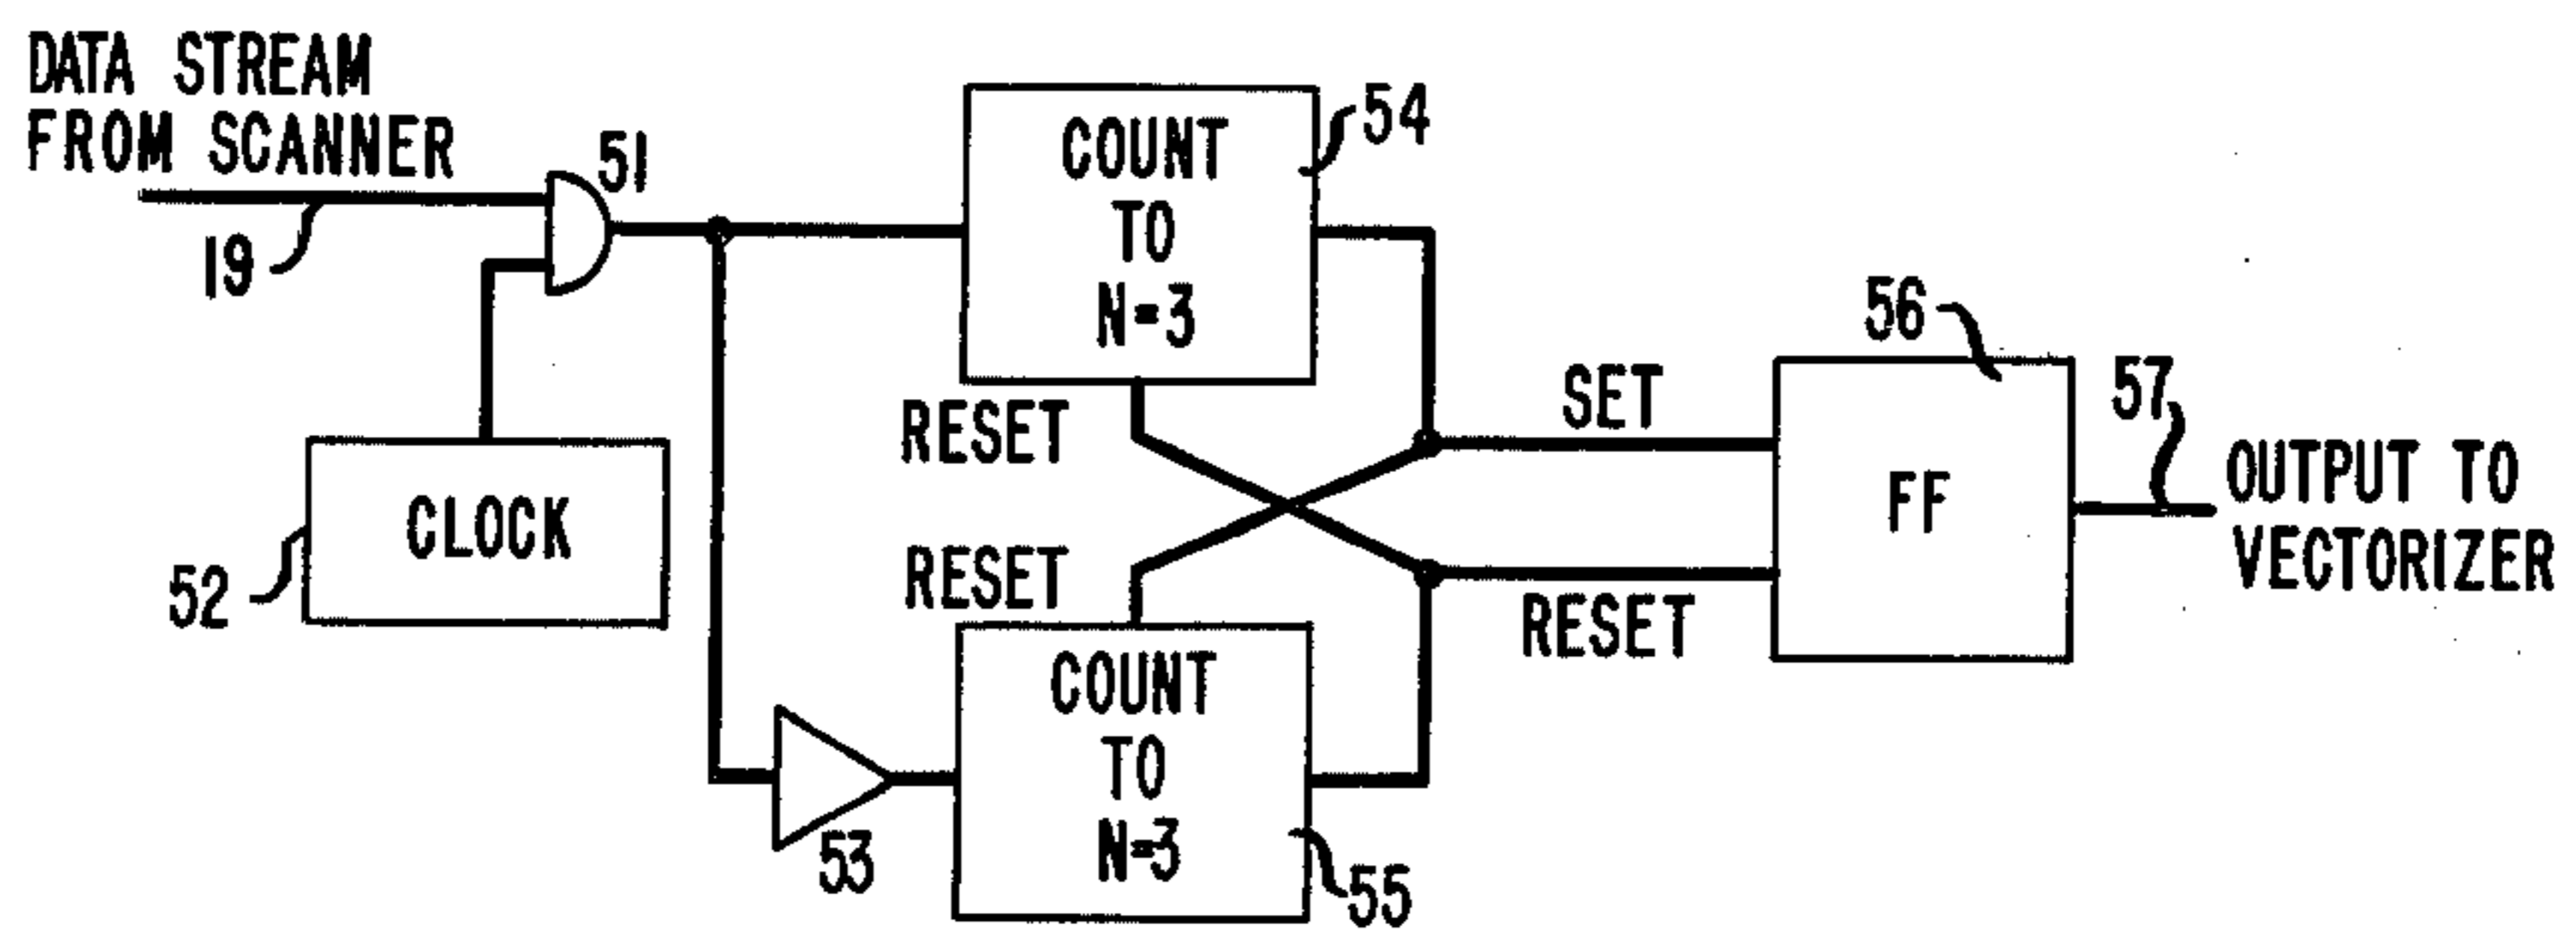 DATA STREAM
FROM SCANNER
19
51
CLOCK
52
53
COUNT
TO
N=3
54
RESET
RESET
COUNT
TO
N=3
55
SET
RESET
FF
56
57
OUTPUT TO
VECTORIZER